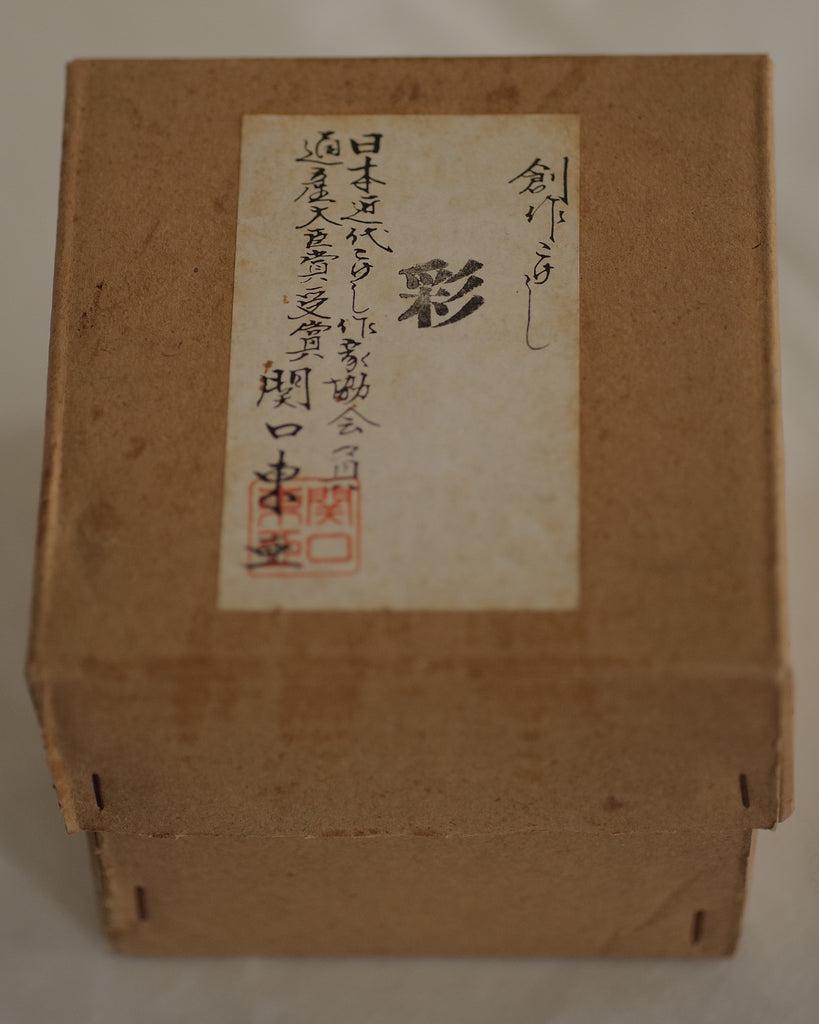 創作こけし
彩
日本近代こけし作家協会員
通産大臣賞受賞
関口東亜
関口
東亜